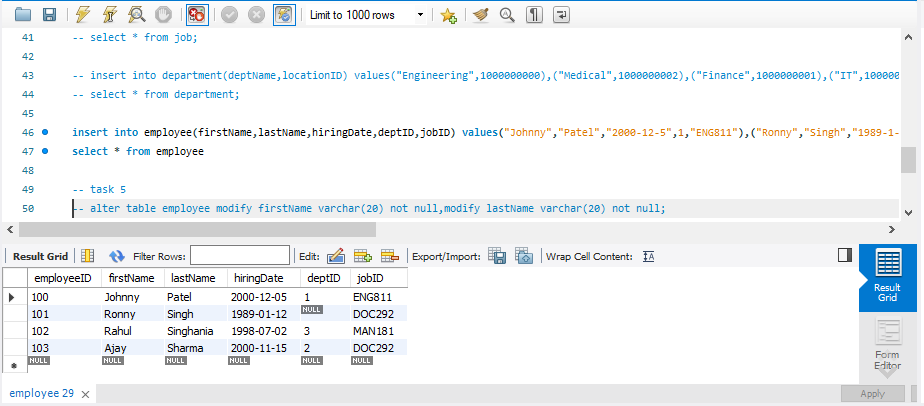 Limit to 1000 rows
41 -- select * from job;
42
43 -- insert into department(deptName,locationID) values("Engineering",1000000000),("Medical",1000000002),("Finance",1000000001),("IT",100000
44 -- select * from department;
45
46 insert into employee(firstName,lastName,hiringDate,deptID,jobID) values("Johnny","Patel","2000-12-5",1,"ENG811"),("Ronny","Singh","1989-1-
47 select * from employee
48
49 -- task 5
50 -- alter table employee modify firstName varchar(20) not null,modify lastName varchar(20) not null;
Result Grid Filter Rows: Edit: Export/Import: Wrap Cell Content: IA
employeeID firstName lastName hiringDate deptID jobID
100 Johnny Patel 2000-12-05 1 ENG811
101 Ronny Singh 1989-01-12 NULL DOC292
102 Rahul Singhania 1998-07-02 3 MAN181
103 Ajay Sharma 2000-11-15 2 DOC292
NULL NULL NULL NULL NULL NULL
Result
Grid
Form
Editor
employee 29
Apply